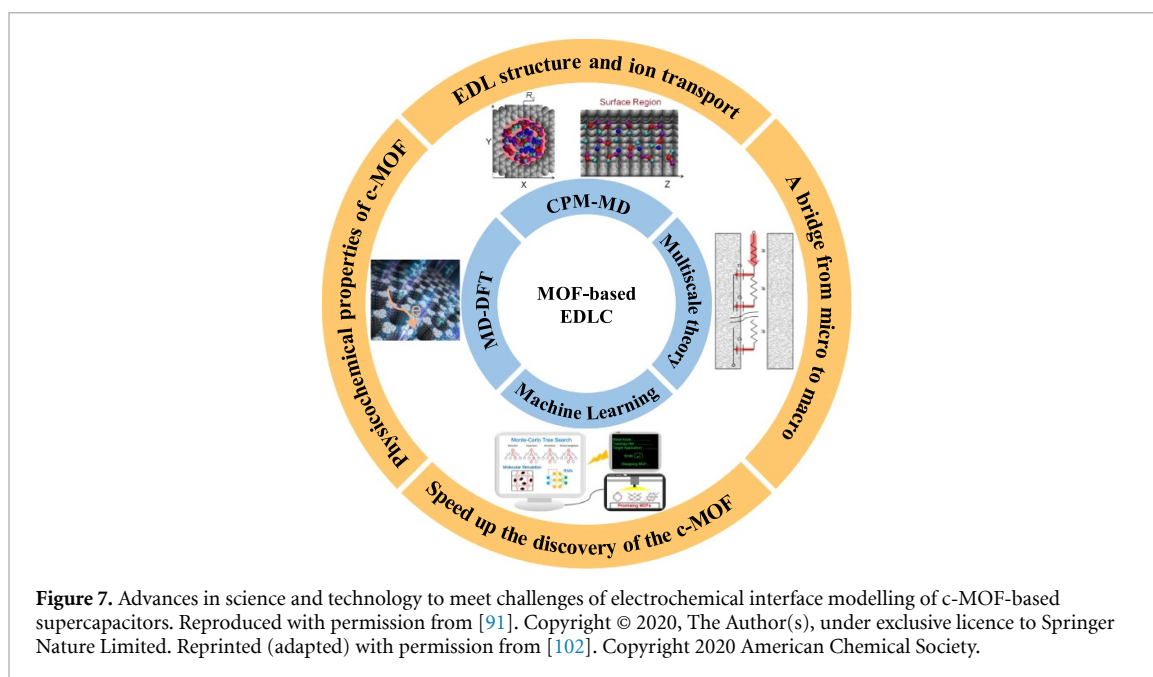 EDL structure and ion transport
R
Surface Region
Y
X
Z
Physicochemical properties of c-MOF
A bridge from micro to macro
CPM-MD
MD-DFT
Multiscale theory
MOF-based
EDLC
e
Machine Learning
Monte-Carlo Tree Search
Molecular Simulation
RNN
Promising MOFs
Speed up the discovery of the c-MOF
Figure 7. Advances in science and technology to meet challenges of electrochemical interface modelling of c-MOF-based
supercapacitors. Reproduced with permission from [91]. Copyright © 2020, The Author(s), under exclusive licence to Springer
Nature Limited. Reprinted (adapted) with permission from [102]. Copyright 2020 American Chemical Society.